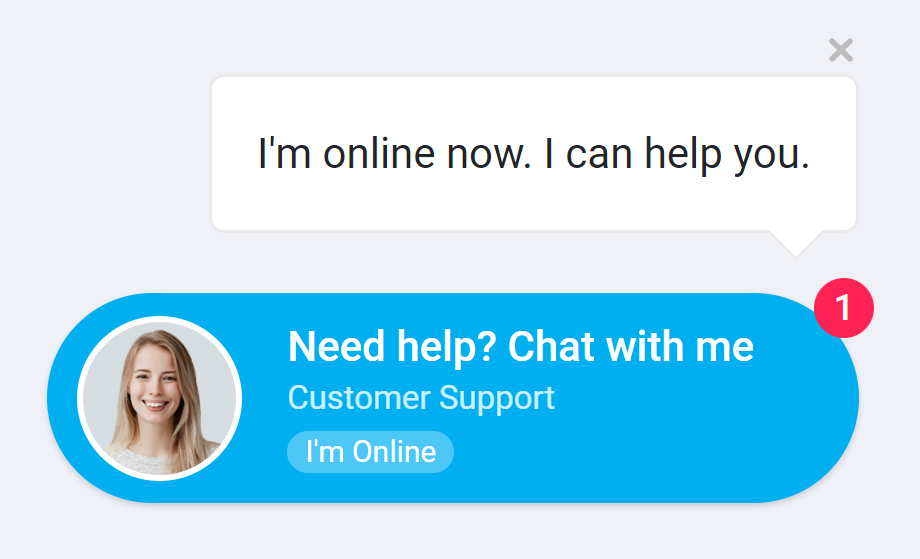 I'm online now. I can help you.
1
Need help? Chat with me
Customer Support
I'm Online